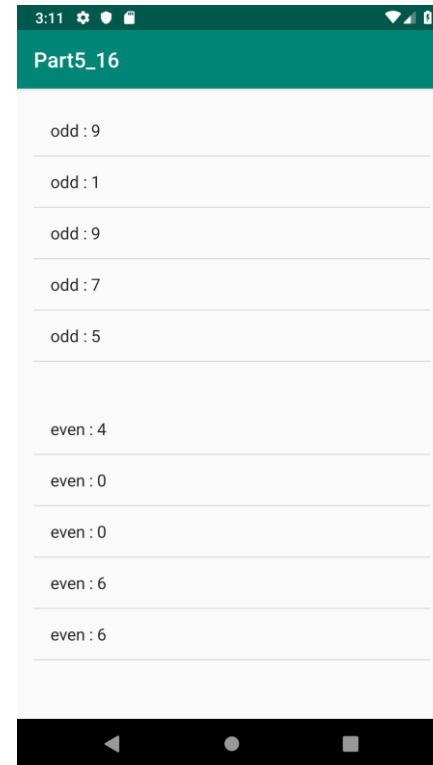 3:11
Part5_16
odd : 9
odd : 1
odd : 9
odd : 7
odd : 5
even : 4
even : 0
even : 0
even : 6
even : 6